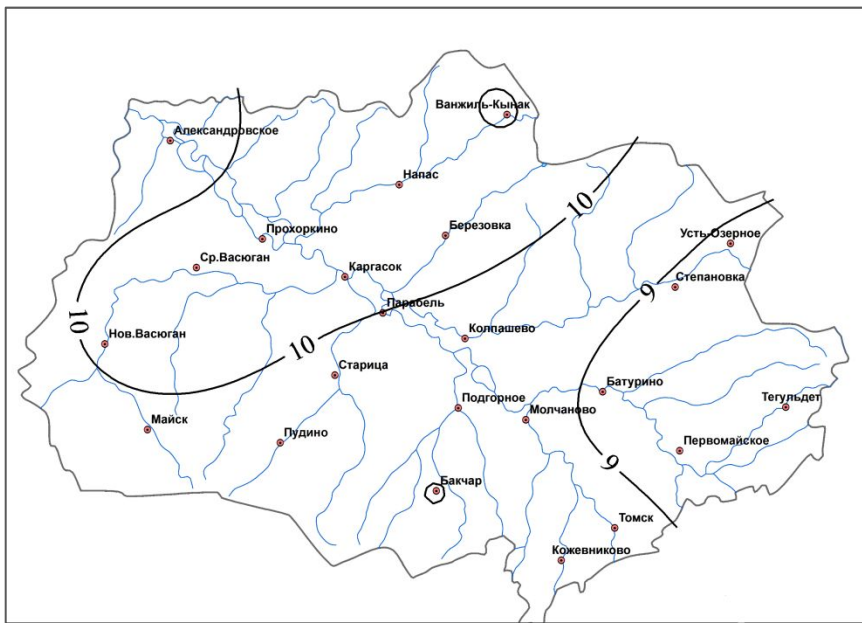 Ванжиль-Кынак
Александровское
Напас
10
Березовка
Прохоркино
Усть-Озерное
Ср.Васюган
Каргасок
Степановка
9
Парабель
10
Колпашево
Нов.Васюган
10
Старица
Батурино
Тегульдет
Подгорное
Молчаново
Майск
Пудино
Первомайское
9
Бакчар
Томск
Кожевниково